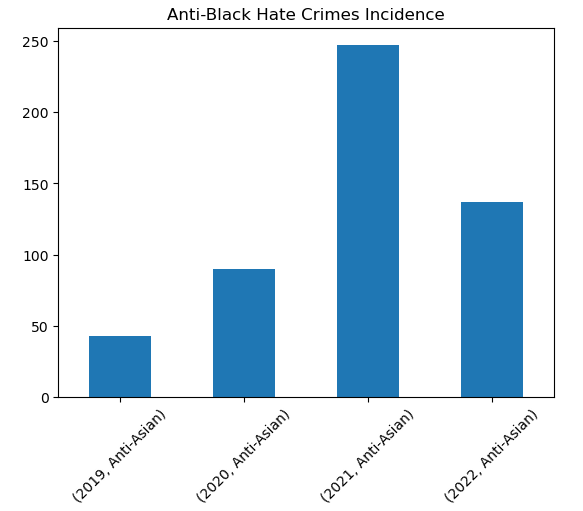 Anti-Black Hate Crimes Incidence
250
200
150
100
50
0
(2019, Anti-Asian)
(2020, Anti-Asian)
(2021, Anti-Asian)
(2022, Anti-Asian)